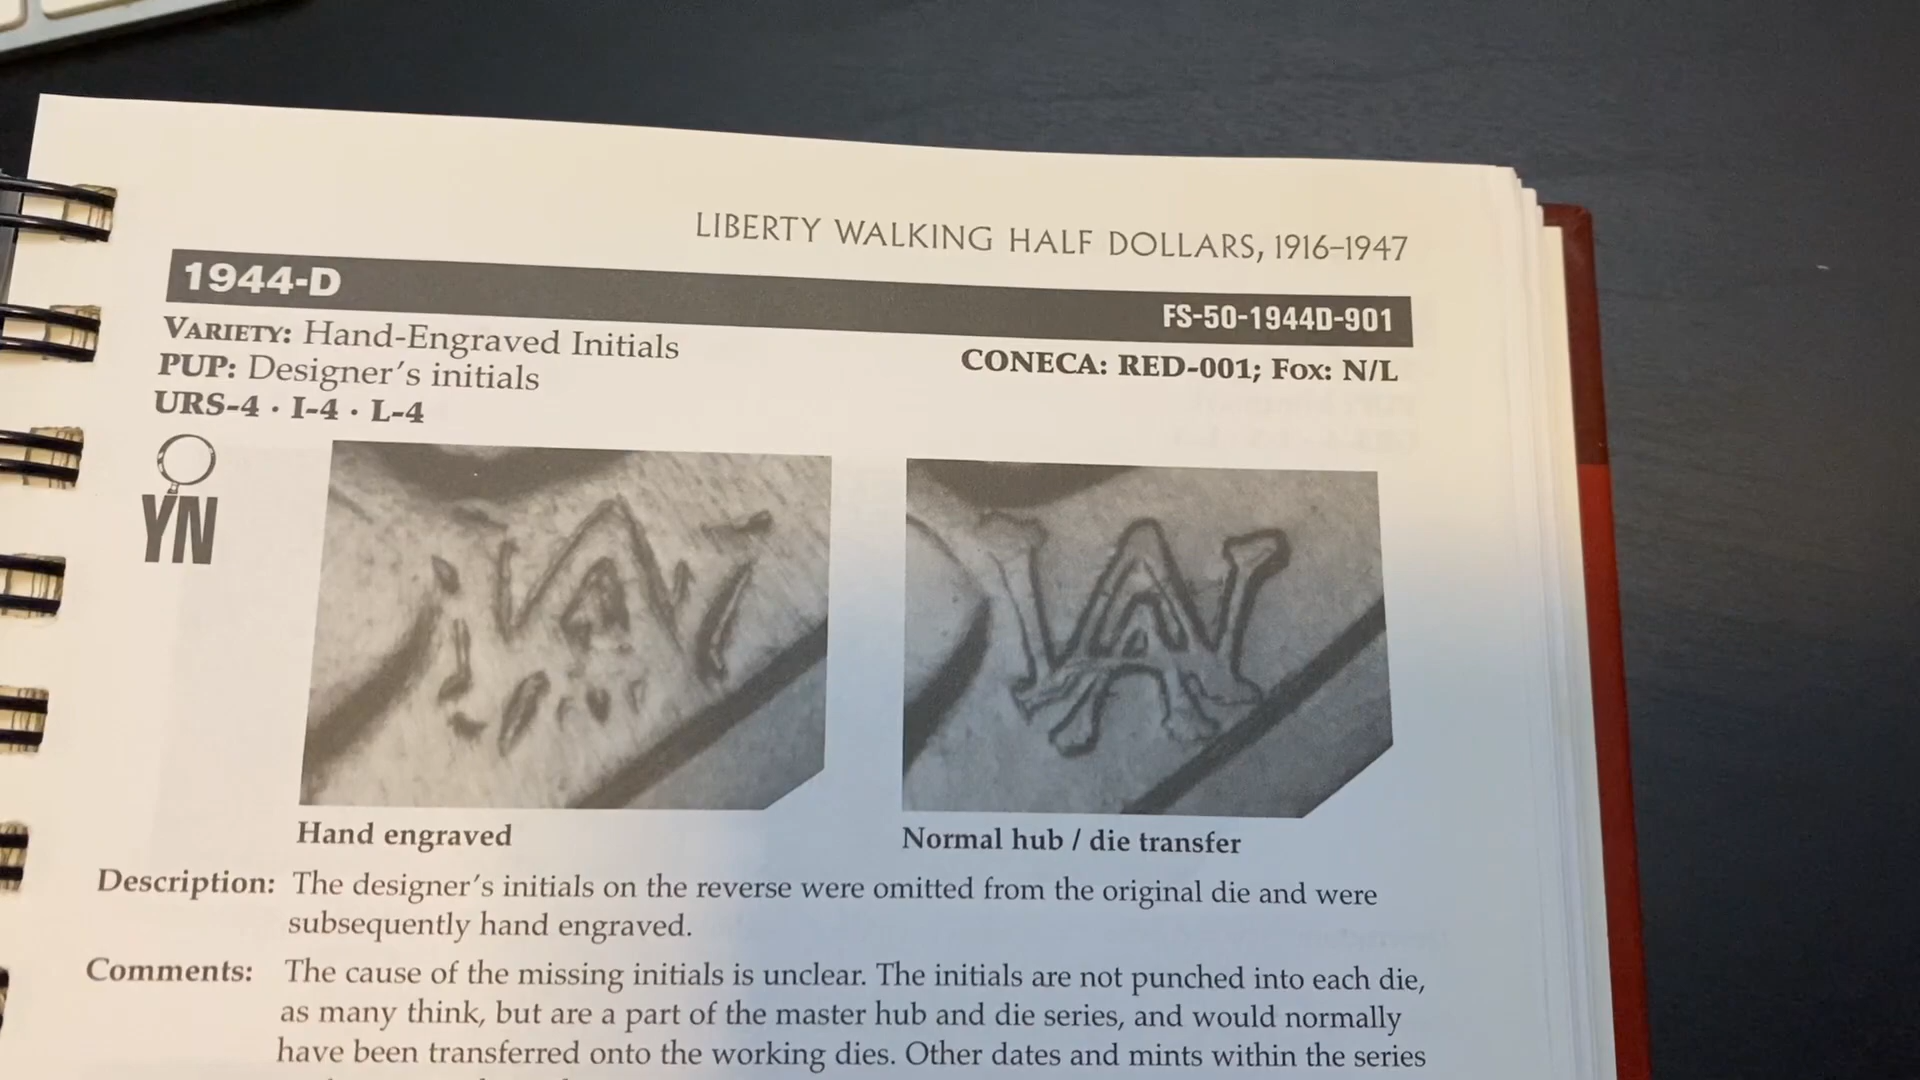 LIBERTY WALKING HALF DOLLARS, 1916–1947
1944-D
FS-50-1944D-901
VARIETY: Hand-Engraved Initials
CONECA: RED-001; Fox: N/L
PUP: Designer's initials
URS-4 · I-4 · L-4
YN
WA
WA
Hand engraved
Normal hub / die transfer
Description: The designer's initials on the reverse were omitted from the original die and were
subsequently hand engraved.
Comments: The cause of the missing initials is unclear. The initials are not punched into each die,
as many think, but are a part of the master hub and die series, and would normally
have been transferred onto the working dies. Other dates and mints within the series